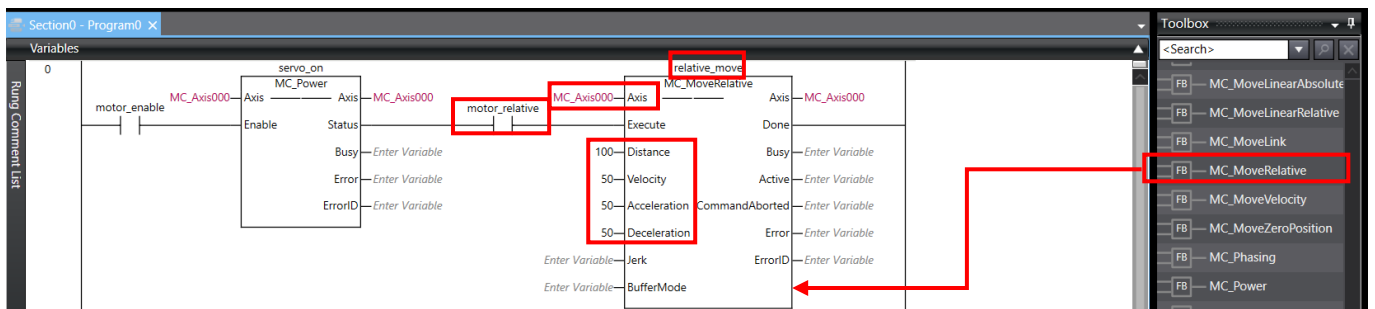 Section0 - Program0 ×
Toolbox
Variables
<Search>
Rung Comment List
0
servo_on
MC_Power
motor_enable
MC_Axis000
Axis
Axis
MC_Axis000
Enable
Status
Busy
Enter Variable
Error
Enter Variable
ErrorID
Enter Variable
motor_relative
relative_move
MC_MoveRelative
MC_Axis000
Axis
Axis
MC_Axis000
Execute
Done
100
Distance
Busy
Enter Variable
50
Velocity
Active
Enter Variable
50
Acceleration
CommandAborted
Enter Variable
50
Deceleration
Error
Enter Variable
Enter Variable
Jerk
ErrorID
Enter Variable
Enter Variable
BufferMode
FB
MC_MoveLinearAbsolute
FB
MC_MoveLinearRelative
FB
MC_MoveLink
FB
MC_MoveRelative
FB
MC_MoveVelocity
FB
MC_MoveZeroPosition
FB
MC_Phasing
FB
MC_Power